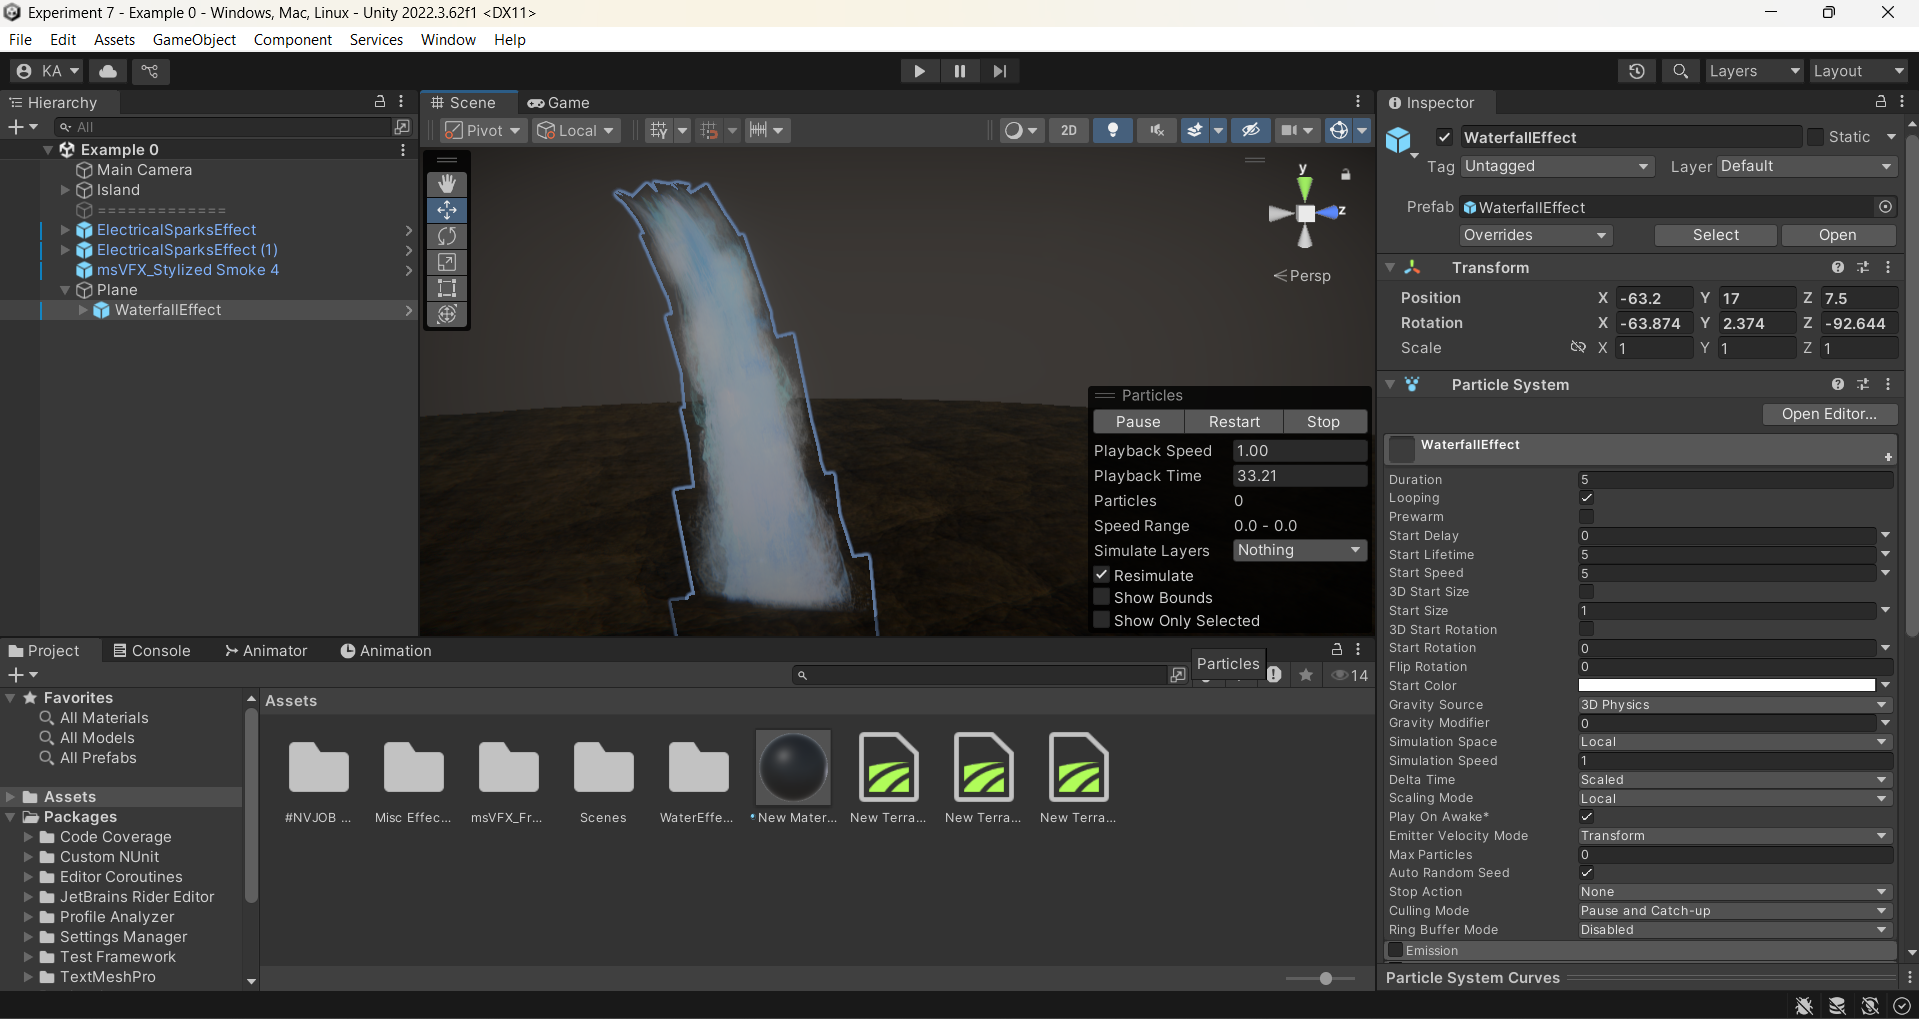 Experiment 7 - Example 0 - Windows, Mac, Linux - Unity 2022.3.62f1 <DX11>
File Edit Assets GameObject Component Services Window Help
KA
Layers
Layout
Hierarchy
All
Example 0
Main Camera
Island
=============
ElectricalSparksEffect
ElectricalSparksEffect (1)
msVFX_Stylized Smoke 4
Plane
WaterfallEffect
Scene
Game
Pivot
Local
2D
y
z
Persp
Particles
Pause Restart Stop
Playback Speed 1.00
Playback Time 33.21
Particles 0
Speed Range 0.0 - 0.0
Simulate Layers Nothing
Resimulate
Show Bounds
Show Only Selected
Inspector
WaterfallEffect
Static
Tag Untagged
Layer Default
Prefab WaterfallEffect
Overrides Select Open
Transform
Position X -63.2 Y 17 Z 7.5
Rotation X -63.874 Y 2.374 Z -92.644
Scale X 1 Y 1 Z 1
Particle System
Open Editor...
WaterfallEffect
Duration 5
Looping
Prewarm
Start Delay 0
Start Lifetime 5
Start Speed 5
3D Start Size
Start Size 1
3D Start Rotation
Start Rotation 0
Flip Rotation 0
Start Color
Gravity Source 3D Physics
Gravity Modifier 0
Simulation Space Local
Simulation Speed 1
Delta Time Scaled
Scaling Mode Local
Play On Awake*
Emitter Velocity Mode Transform
Max Particles 0
Auto Random Seed
Stop Action None
Culling Mode Pause and Catch-up
Ring Buffer Mode Disabled
Emission
Particle System Curves
Project
Console
Animator
Animation
Particles
14
Favorites
All Materials
All Models
All Prefabs
Assets
Packages
Code Coverage
Custom NUnit
Editor Coroutines
JetBrains Rider Editor
Profile Analyzer
Settings Manager
Test Framework
TextMeshPro
Assets
#NVJOB ...
Misc Effec...
msVFX_Fr...
Scenes
WaterEffe...
New Mater...
New Terra...
New Terra...
New Terra...